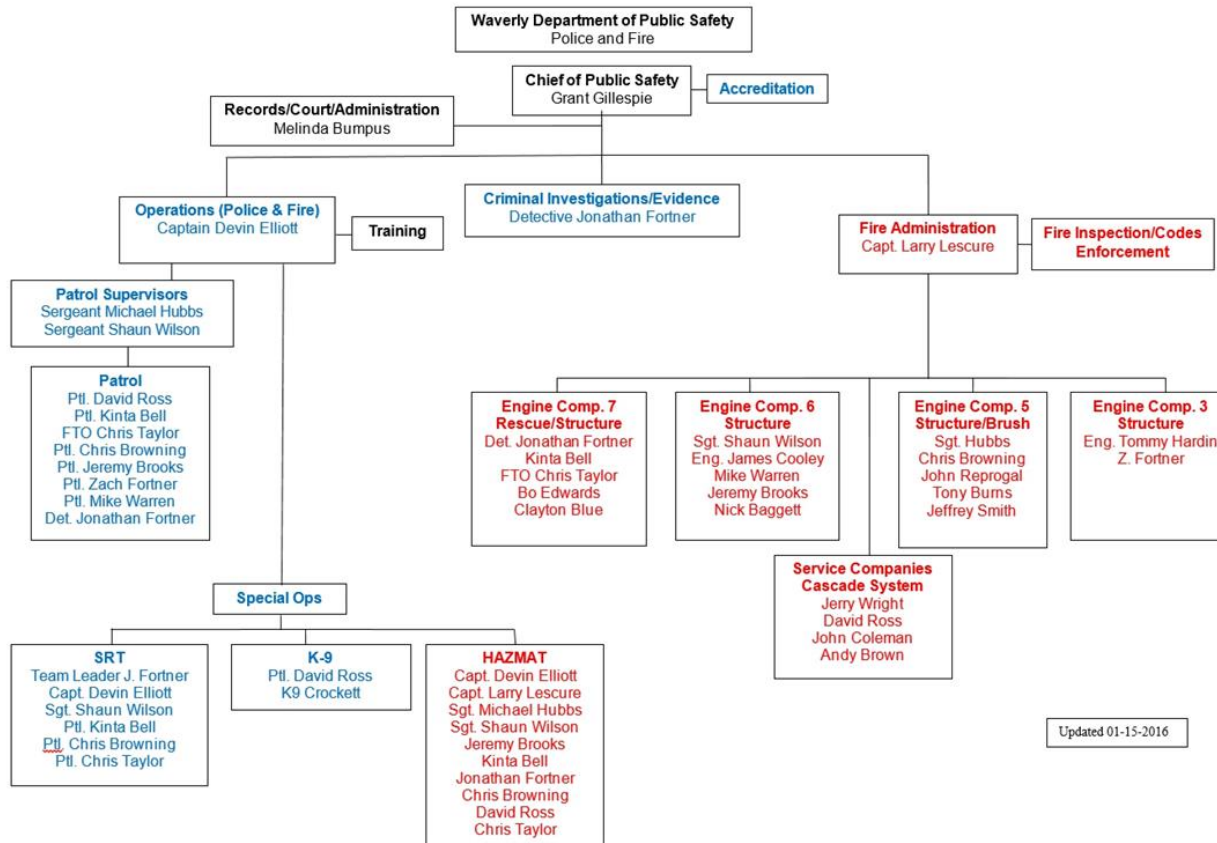 Waverly Department of Public Safety
Police and Fire
Chief of Public Safety
Grant Gillespie
Accreditation
Records/Court/Administration
Melinda Bumpus
Operations (Police & Fire)
Captain Devin Elliott
Training
Criminal Investigations/Evidence
Detective Jonathan Fortner
Fire Administration
Capt. Larry Lescure
Fire Inspection/Codes
Enforcement
Patrol Supervisors
Sergeant Michael Hubbs
Sergeant Shaun Wilson
Patrol
Ptl. David Ross
Ptl. Kinta Bell
FTO Chris Taylor
Ptl. Chris Browning
Ptl. Jeremy Brooks
Ptl. Zach Fortner
Ptl. Mike Warren
Det. Jonathan Fortner
Engine Comp. 7
Rescue/Structure
Det. Jonathan Fortner
Kinta Bell
FTO Chris Taylor
Bo Edwards
Clayton Blue
Engine Comp. 6
Structure
Sgt. Shaun Wilson
Eng. James Cooley
Mike Warren
Jeremy Brooks
Nick Baggett
Engine Comp. 5
Structure/Brush
Sgt. Hubbs
Chris Browning
John Reprogal
Tony Burns
Jeffrey Smith
Engine Comp. 3
Structure
Eng. Tommy Hardin
Z. Fortner
Service Companies
Cascade System
Jerry Wright
David Ross
John Coleman
Andy Brown
Special Ops
SRT
Team Leader J. Fortner
Capt. Devin Elliott
Sgt. Shaun Wilson
Ptl. Kinta Bell
Ptl. Chris Browning
Ptl. Chris Taylor
K-9
Ptl. David Ross
K9 Crockett
HAZMAT
Capt. Devin Elliott
Capt. Larry Lescure
Sgt. Michael Hubbs
Sgt. Shaun Wilson
Jeremy Brooks
Kinta Bell
Jonathan Fortner
Chris Browning
David Ross
Chris Taylor
Updated 01-15-2016